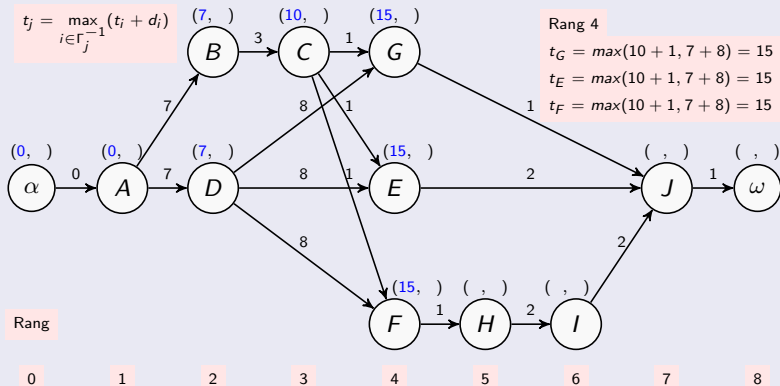 t_j = max (t_i + d_i)
i∈Γ_j^{-1}
(7, ) (10, ) (15, )
Rang 4
t_G = max(10 + 1, 7 + 8) = 15
t_E = max(10 + 1, 7 + 8) = 15
t_F = max(10 + 1, 7 + 8) = 15
B 3 C 1 G
7 8 1 1
(0, ) (0, ) (7, ) (15, ) ( , ) ( , )
α 0 A 7 D 8 1 E 2 J 1 ω
8 2
(15, ) ( , ) ( , )
F 1 H 2 I
Rang
0 1 2 3 4 5 6 7 8